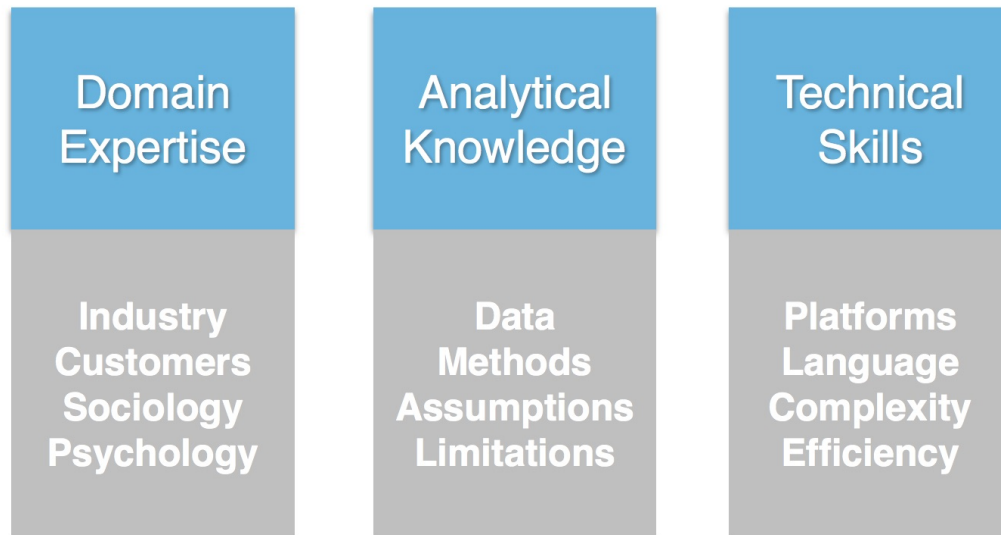 Domain
Expertise
Industry
Customers
Sociology
Psychology
Analytical
Knowledge
Data
Methods
Assumptions
Limitations
Technical
Skills
Platforms
Language
Complexity
Efficiency